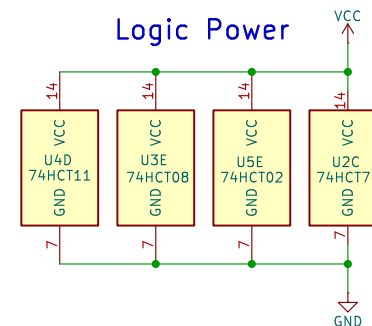 Logic Power
VCC
14 14 14 14
VCC VCC VCC VCC
U4D U3E U5E U2C
74HCT11 74HCT08 74HCT02 74HCT7
GND GND GND GND
7 7 7 7
GND